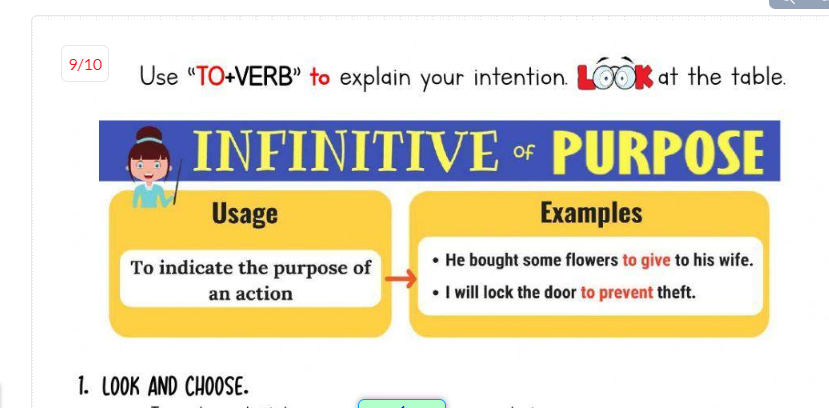 9/10
Use "TO+VERB" to explain your intention. LOOK at the table.
INFINITIVE OF PURPOSE
Usage
To indicate the purpose of
an action
Examples
• He bought some flowers to give to his wife.
• I will lock the door to prevent theft.
1. LOOK AND CHOOSE.